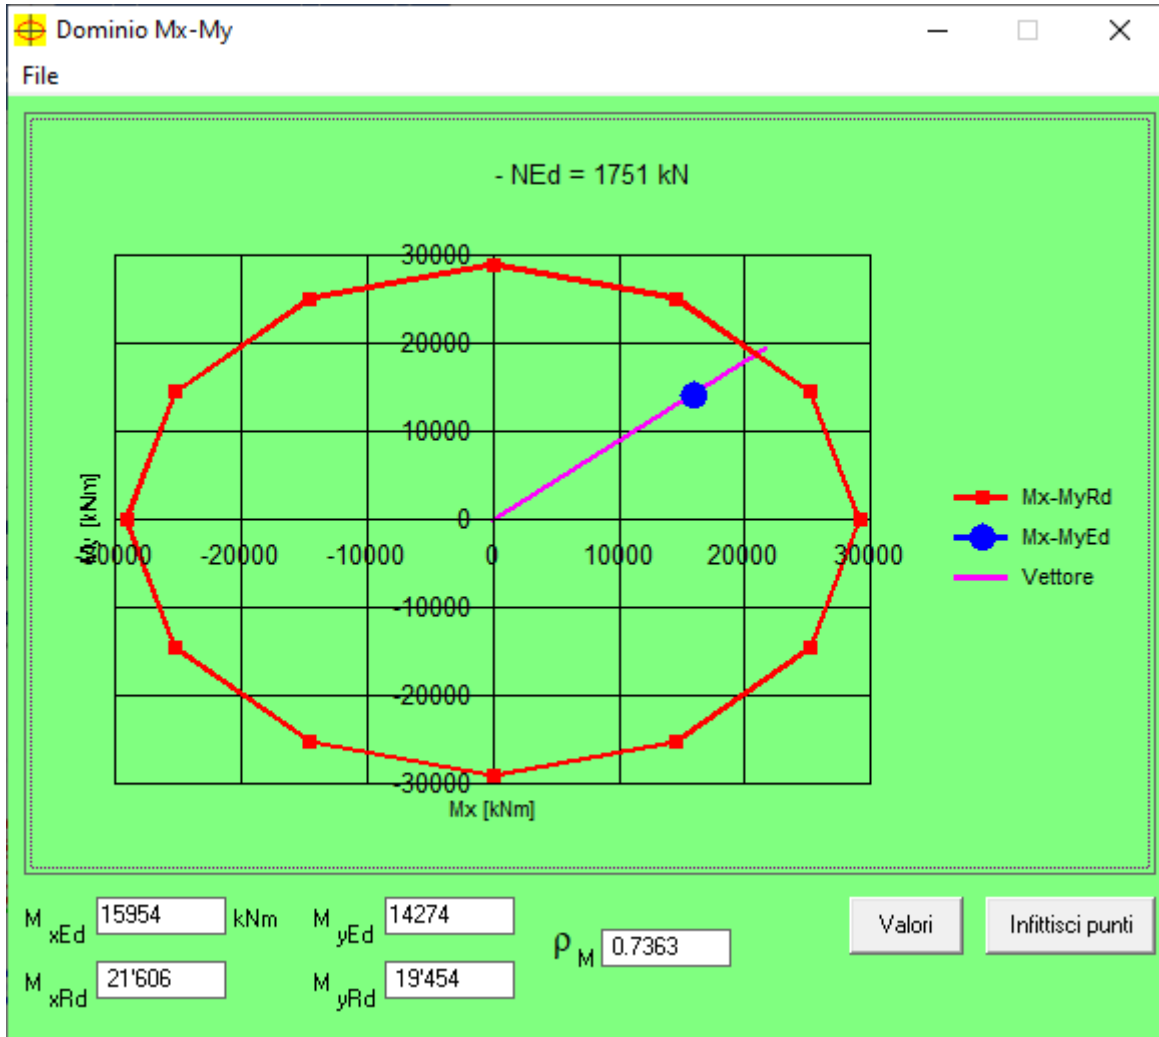 Dominio Mx-My
File
- NEd = 1751 kN
30000
20000
10000
0
-20000
-10000
0
10000
20000
30000
-10000
-20000
-30000
My [kNm]
Mx [kNm]
Mx-MyRd
Mx-MyEd
Vettore
M xEd 15954 kNm M yEd 14274
ρ M 0.7363
Valori
Infittisci punti
M xRd 21'606 M yRd 19'454